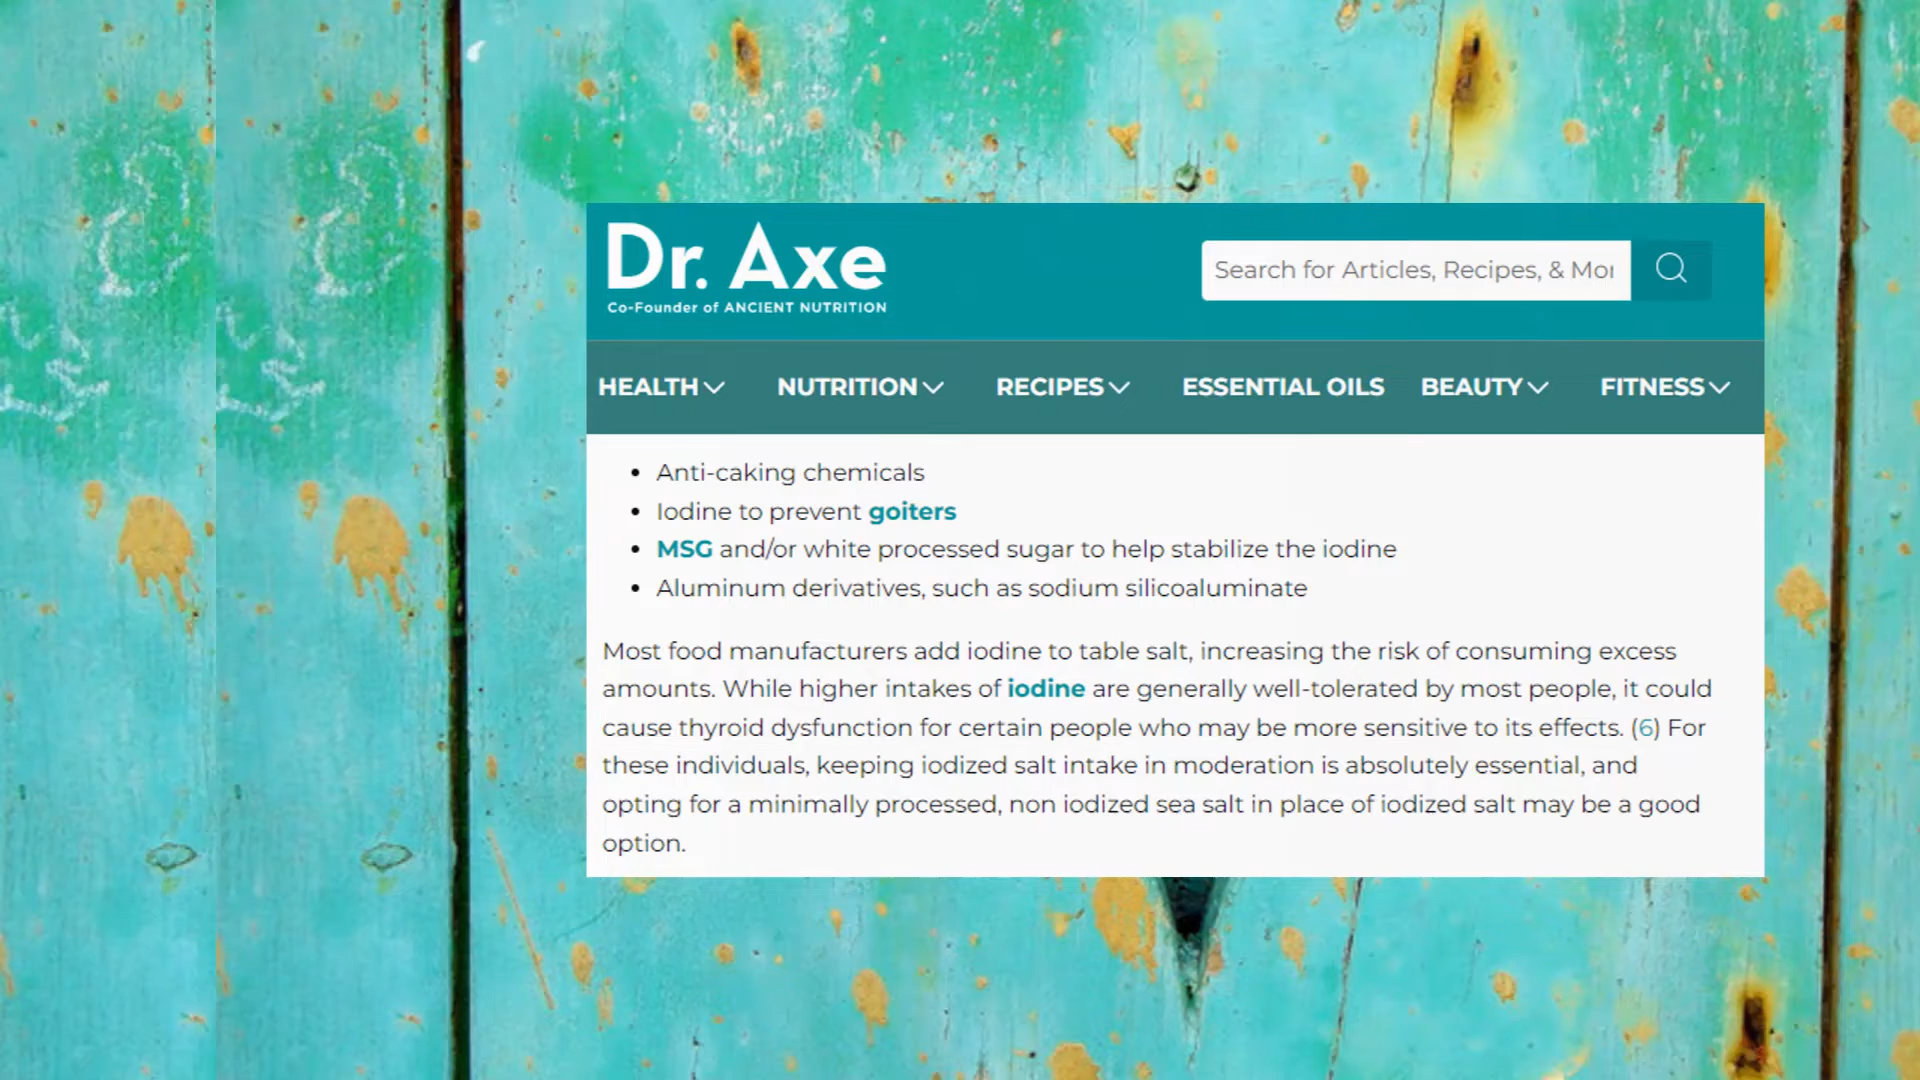 Dr. Axe
Co-Founder of ANCIENT NUTRITION
Search for Articles, Recipes, &
HEALTH NUTRITION RECIPES ESSENTIAL OILS BEAUTY FITNESS
• Anti-caking chemicals
• Iodine to prevent goiters
• MSG and/or white processed sugar to help stabilize the iodine
• Aluminum derivatives, such as sodium silicoaluminate
Most food manufacturers add iodine to table salt, increasing the risk of consuming excess
amounts. While higher intakes of iodine are generally well-tolerated by most people, it could
cause thyroid dysfunction for certain people who may be more sensitive to its effects. (6) For
these individuals, keeping iodized salt intake in moderation is absolutely essential, and
opting for a minimally processed, non iodized sea salt in place of iodized salt may be a good
option.